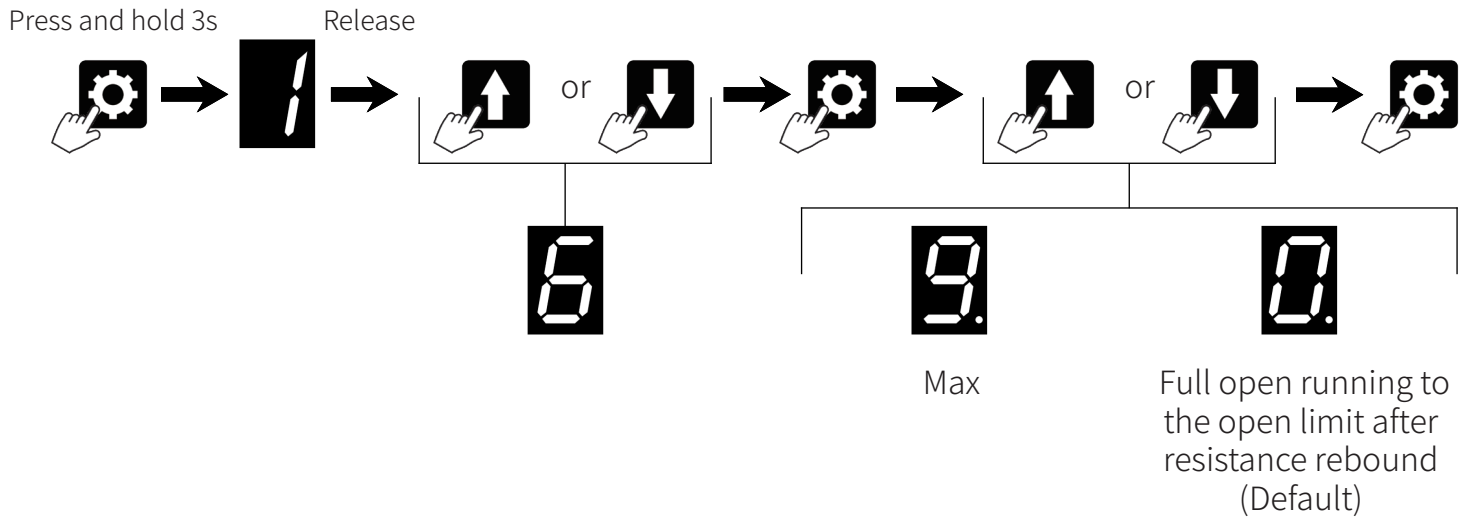 Press and hold 3s Release
1 or or
6 9. 0.
Max Full open running to
the open limit after
resistance rebound
(Default)